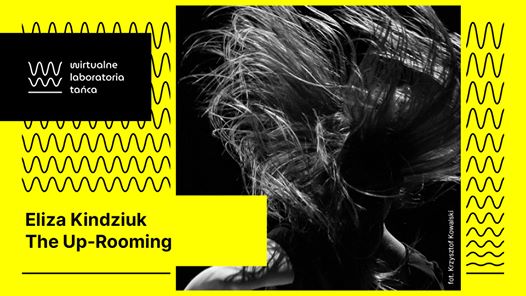 wirtualne
laboratoria
tańca
Eliza Kindziuk
The Up-Rooming
fot. Krzysztof Kowalski